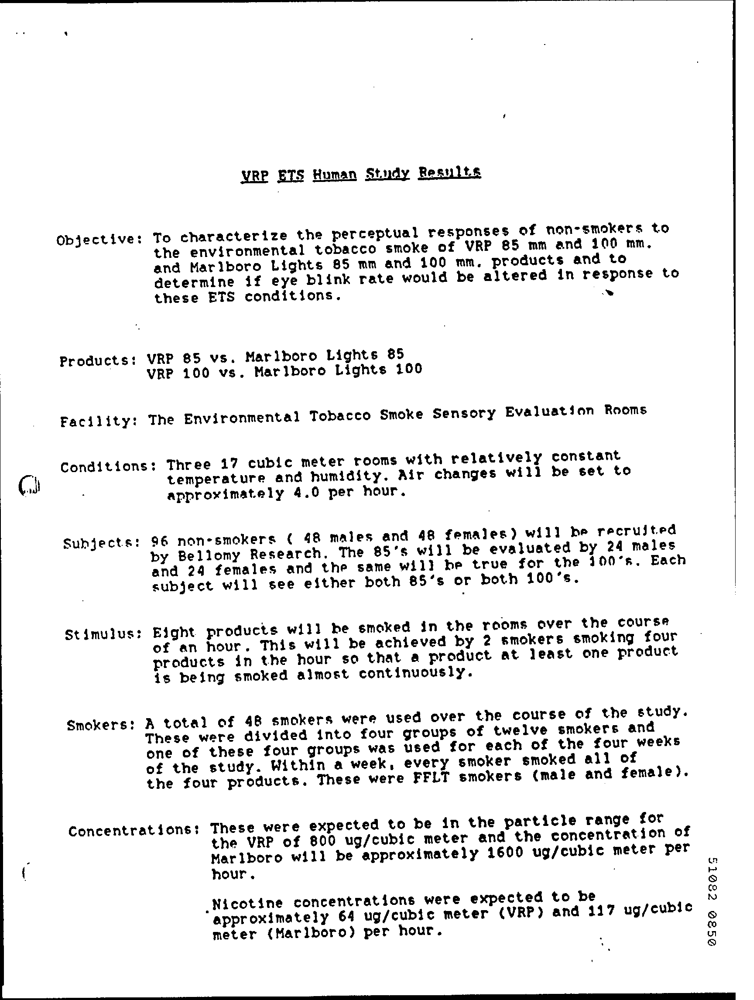 VRP ETS Human Study Results
Objective: To characterize the perceptual responses of non-smokers to
the environmental tobacco smoke of VRP 85 mm and 100 mm.
and Marlboro Lights 85 mm and 100 mm. products and to
determine if eye blink rate would be altered in response to
these ETS conditions.
Products: VRP 85 vs. Marlboro Lights 85
VRP 100 vs. Marlboro Lights 100
Facility: The Environmental Tobacco Smoke Sensory Evaluation Rooms
Conditions: Three 17 cubic meter rooms with relatively constant
temperature and humidity. Air changes will be set to
approximately 4.0 per hour.
Subjects: 96 non-smokers ( 48 males and 48 females) will be recruited
by Bellomy Research. The 85's will be evaluated by 24 males
and 24 females and the same will be true for the 100's. Each
subject will see either both 85's or both 100's.
Stimulus: Eight products will be smoked in the rooms over the course
of an hour. This will be achieved by 2 smokers smoking four
products in the hour so that a product at least one product
is being smoked almost continuously.
Smokers: A total of 48 smokers were used over the course of the study.
These were divided into four groups of twelve smokers and
one of these four groups was used for each of the four weeks
of the study. Within a week, every smoker smoked all of
the four products. These were FFLT smokers (male and female).
Concentrations: These were expected to be in the particle range for
the VRP of 800 ug/cubic meter and the concentration of
Marlboro will be approximately 1600 ug/cubic meter per
hour.
Nicotine concentrations were expected to be
approximately 64 ug/cubic meter (VRP) and 117 ug/cubic
meter (Marlboro) per hour.
51082 0850